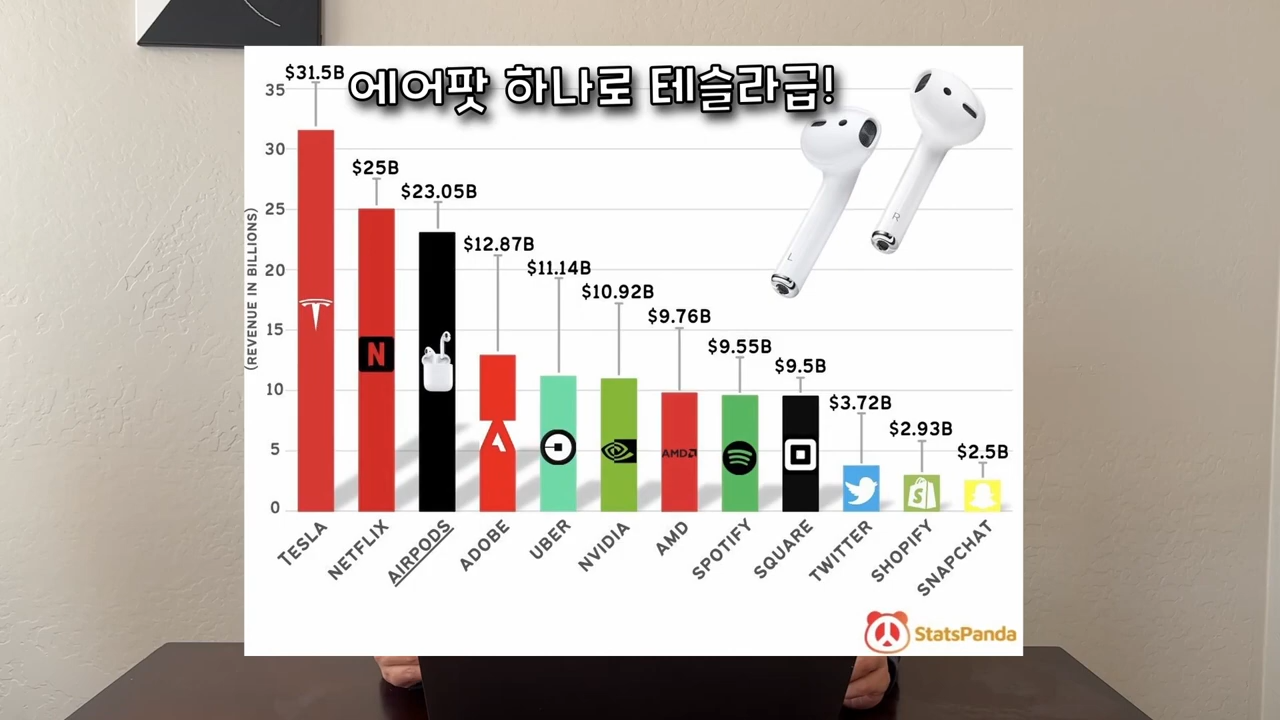 에어팟 하나로 테슬라급!
$31.5B
$25B
$23.05B
$12.87B
$11.14B
$10.92B
$9.76B
$9.55B
$9.5B
$3.72B
$2.93B
$2.5B
(REVENUE IN BILLIONS)
35
30
25
20
15
10
5
0
L
R
N
AMD
S
TESLA
NETFLIX
AIRPODS
ADOBE
UBER
NVIDIA
AMD
SPOTIFY
SQUARE
TWITTER
SHOPIFY
SNAPCHAT
StatsPanda